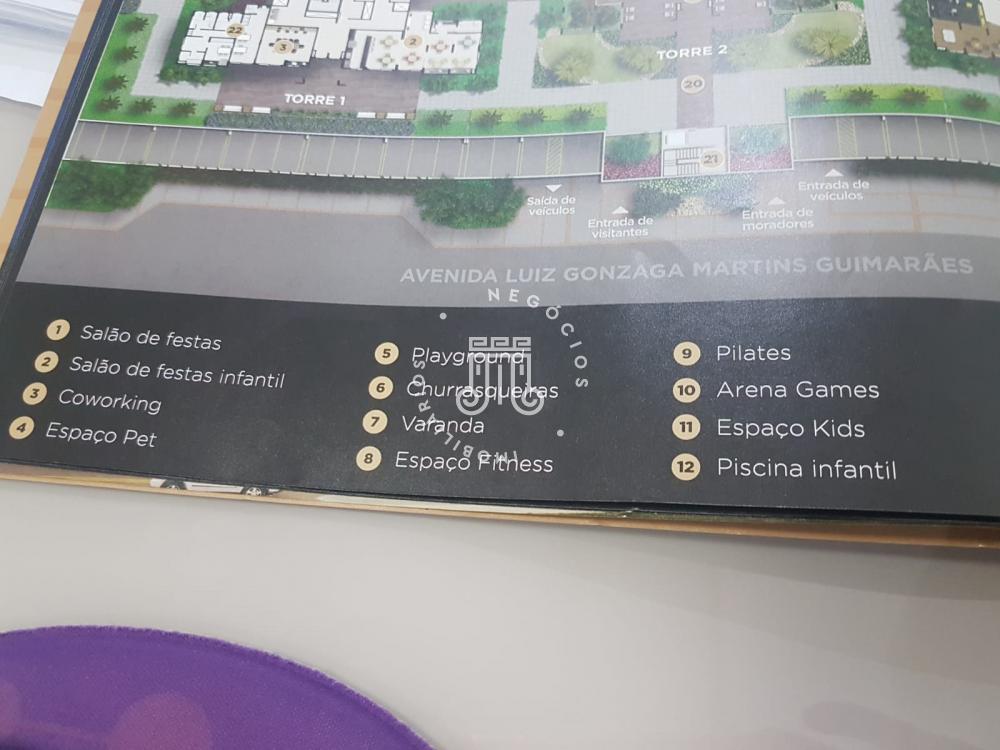 22
3
2
TORRE 1
TORRE 2
20
21
Saída de
veículos
Entrada de
visitantes
Entrada de
moradores
Entrada de
veículos
AVENIDA LUIZ GONZAGA MARTINS GUIMARÃES
1 Salão de festas
2 Salão de festas infantil
3 Coworking
4 Espaço Pet
5 Playground
6 Churrasqueiras
7 Varanda
8 Espaço Fitness
9 Pilates
10 Arena Games
11 Espaço Kids
12 Piscina infantil
NEGÓCIOS
IMOBILIÁRIOS